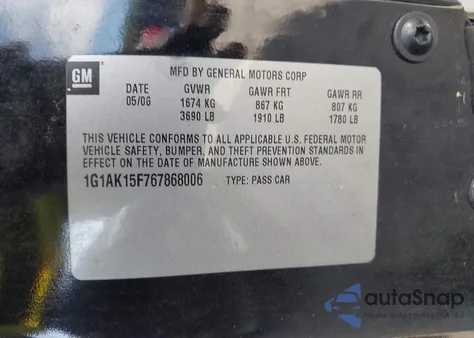 GM
MFD BY GENERAL MOTORS CORP
DATE GVWR GAWR FRT GAWR RR
05/06 1674 KG 867 KG 807 KG
3690 LB 1910 LB 1780 LB
THIS VEHICLE CONFORMS TO ALL APPLICABLE U.S. FEDERAL MOTOR
VEHICLE SAFETY, BUMPER, AND THEFT PREVENTION STANDARDS IN
EFFECT ON THE DATE OF MANUFACTURE SHOWN ABOVE.
1G1AK15F767868006 TYPE: PASS CAR
autoSnap